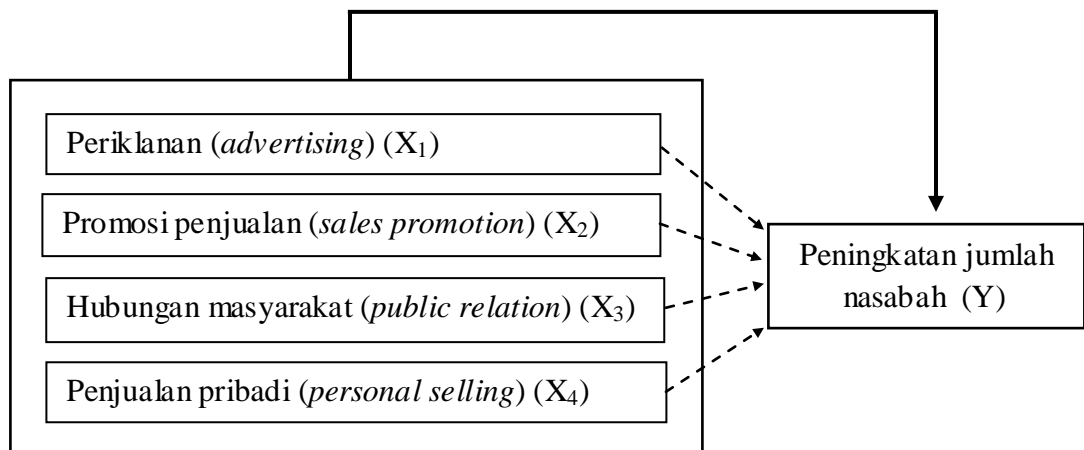 Periklanan (advertising) (X₁)
Promosi penjualan (sales promotion) (X₂)
Hubungan masyarakat (public relation) (X₃)
Penjualan pribadi (personal selling) (X₄)
Peningkatan jumlah
nasabah (Y)